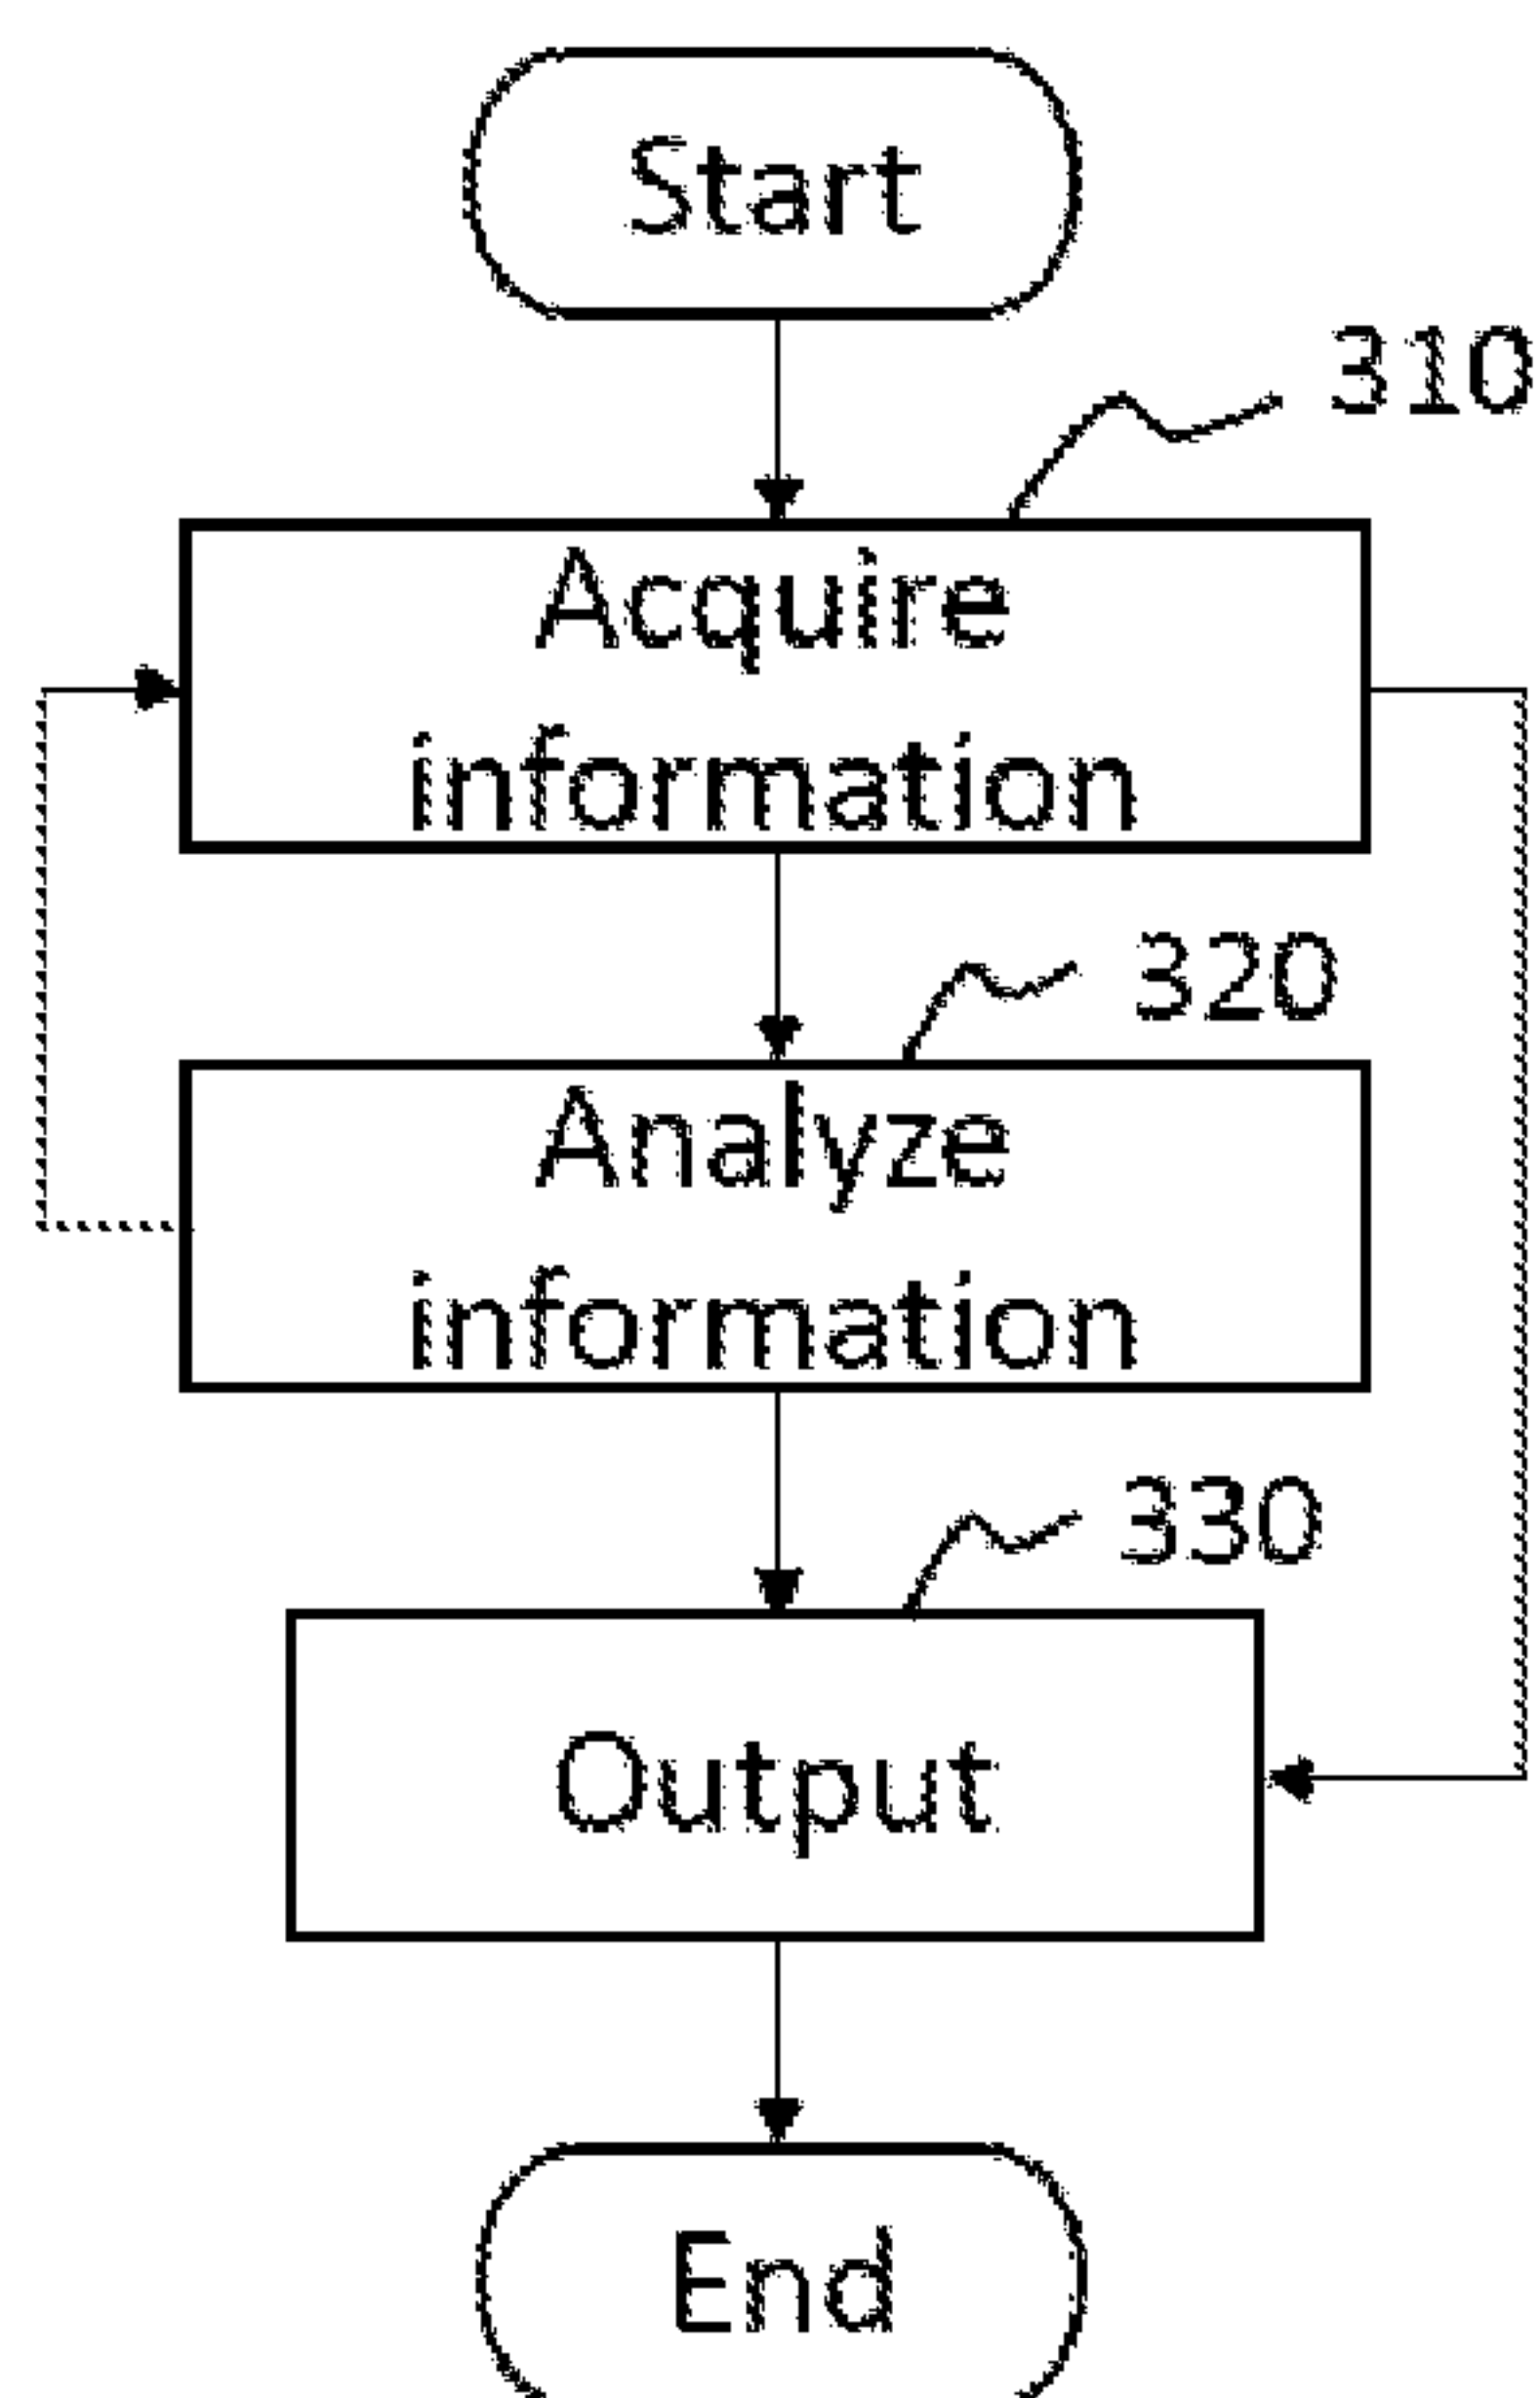 Start
310
Acquire
information
320
Analyze
information
330
Output
End